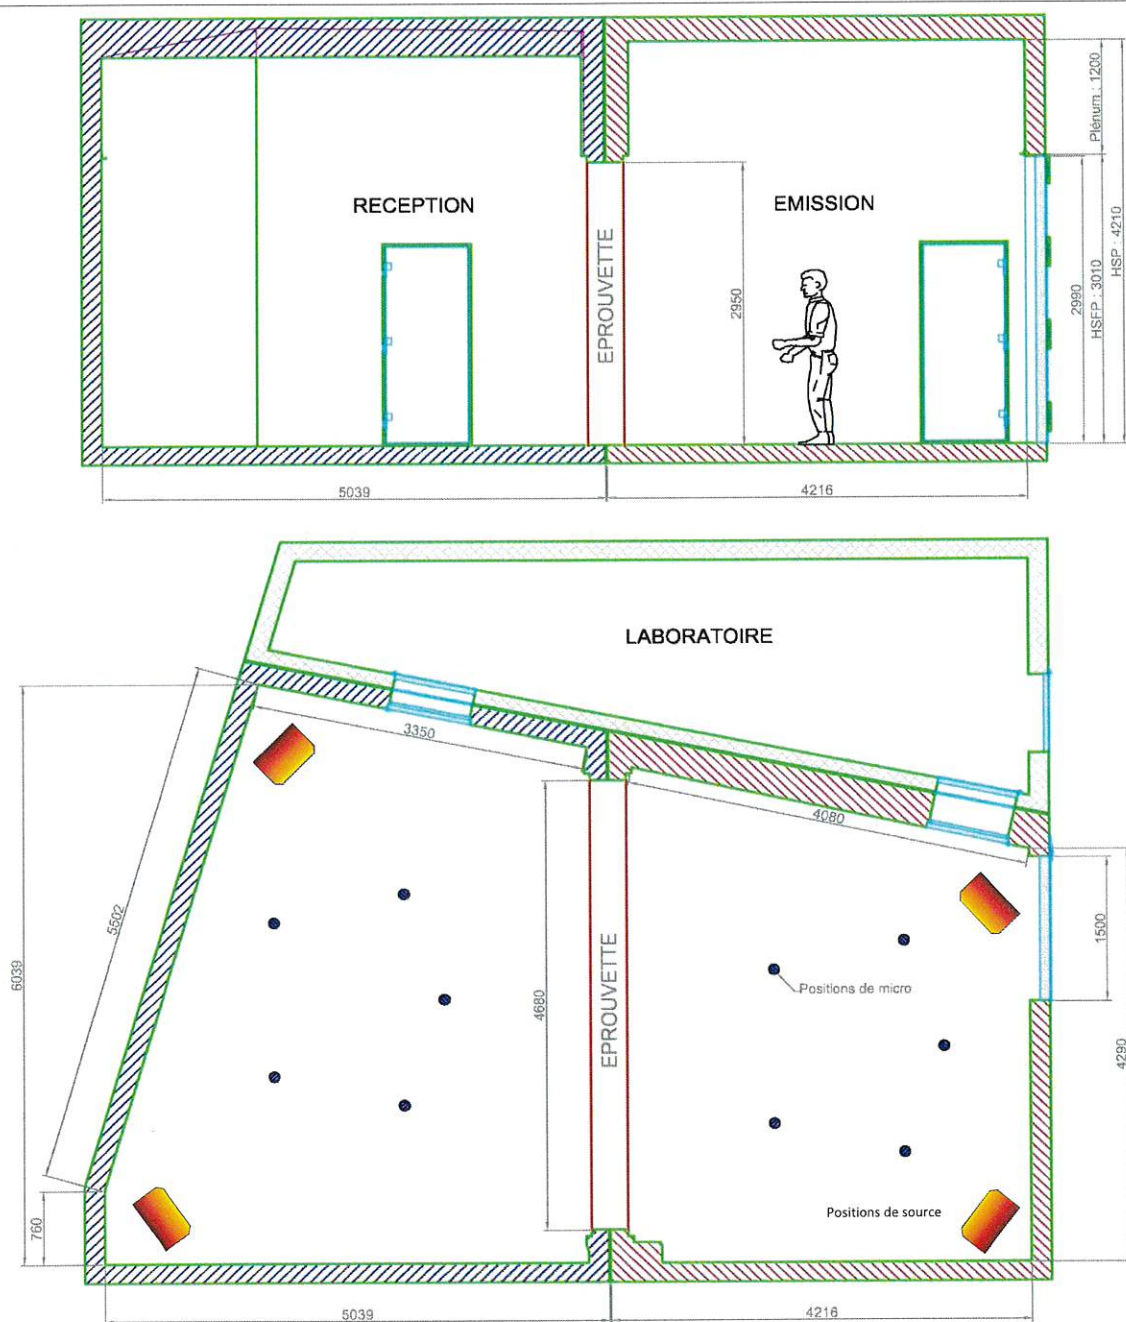 RECEPTION
EMISSION
EPROUVETTE
2950
2990
HSFP : 3010
Plénum : 1200
HSP : 4210
5039
4216
LABORATOIRE
3350
4080
5502
6039
760
4680
EPROUVETTE
Positions de micro
1500
4290
Positions de source
5039
4216